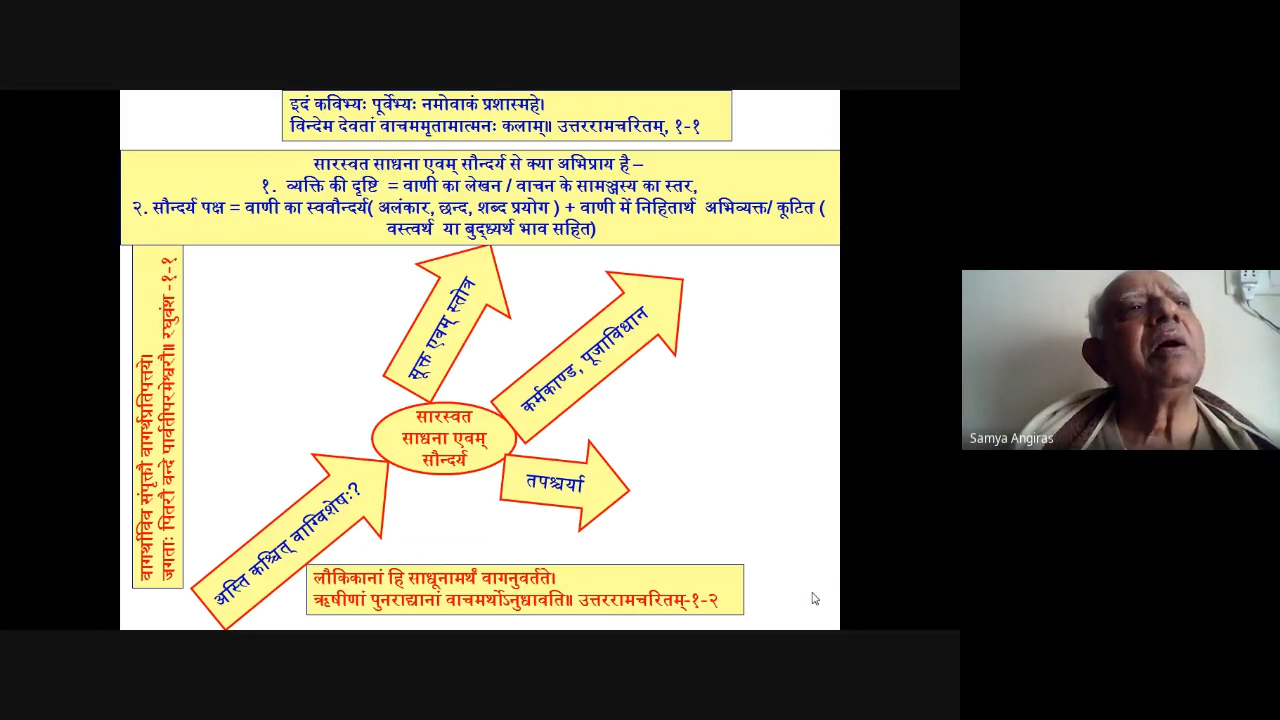 इदं कविभ्यः पूर्वेभ्यः नमोवाकं प्रशास्महे।
विन्देम देवतां वाचममृतामात्मनः कलाम्॥ उत्तररामचरितम्, १-१
सारस्वत साधना एवम् सौन्दर्य से क्या अभिप्राय है –
१. व्यक्ति की दृष्टि = वाणी का लेखन / वाचन के सामञ्जस्य का स्तर,
२. सौन्दर्य पक्ष = वाणी का स्ववौन्दर्य( अलंकार, छन्द, शब्द प्रयोग ) + वाणी में निहितार्थ अभिव्यक्त/ कूटित (
वस्त्वर्थ या बुद्ध्यर्थ भाव सहित)
वागर्थाविव संपृक्तौ वागर्थप्रतिपत्तये।
जगताः पितरौ वन्दे पार्वतीपरमेश्वरौ॥ रघुवंश -१-१
सूक्त एवम् स्तोत्र
कर्मकाण्ड, पूजाविधान
सारस्वत
साधना एवम्
सौन्दर्य
तपश्चर्या
अस्ति कश्चित् वाग्विशेषः?
लौकिकानां हि साधूनामर्थं वागनुवर्तते।
ऋषीणां पुनराद्यानां वाचमर्थोऽनुधावति॥ उत्तररामचरितम्-१-२
Samya Angiras